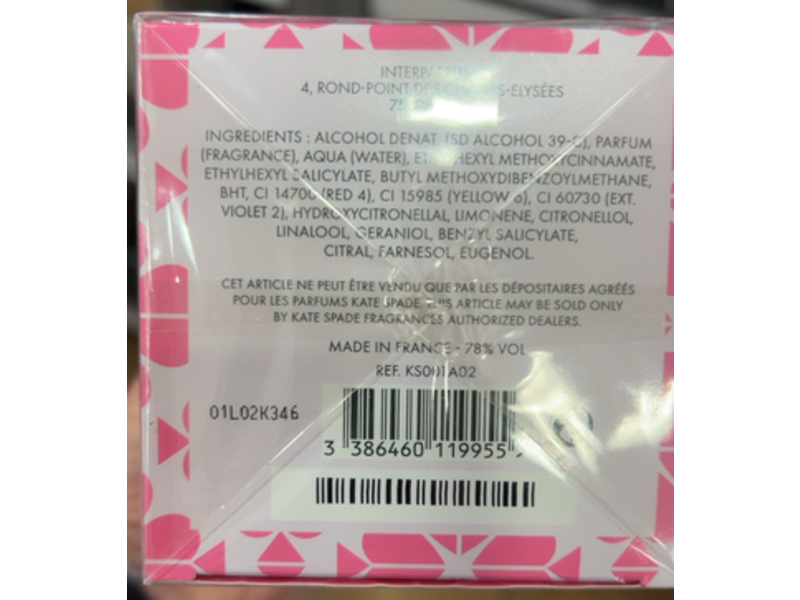 INTERPARFUMS
4, ROND-POINT DES CHAMPS-ELYSÉES
INGREDIENTS : ALCOHOL DENAT. (SD ALCOHOL 39-C), PARFUM
(FRAGRANCE), AQUA (WATER), ETHYLHEXYL METHOXYCINNAMATE,
ETHYLHEXYL SALICYLATE, BUTYL METHOXYDIBENZOYLMETHANE,
BHT, CI 14700 (RED 4), CI 15985 (YELLOW 6), CI 60730 (EXT.
VIOLET 2), HYDROXYCITRONELLAL, LIMONENE, CITRONELLOL,
LINALOOL, GERANIOL, BENZYL SALICYLATE,
CITRAL, FARNESOL, EUGENOL.
CET ARTICLE NE PEUT ÊTRE VENDU QUE PAR LES DÉPOSITAIRES AGRÉÉS
POUR LES PARFUMS KATE SPADE. THIS ARTICLE MAY BE SOLD ONLY
BY KATE SPADE FRAGRANCES AUTHORIZED DEALERS.
MADE IN FRANCE - 78% VOL
REF. KS001A02
01L02K346
3 386460 119955